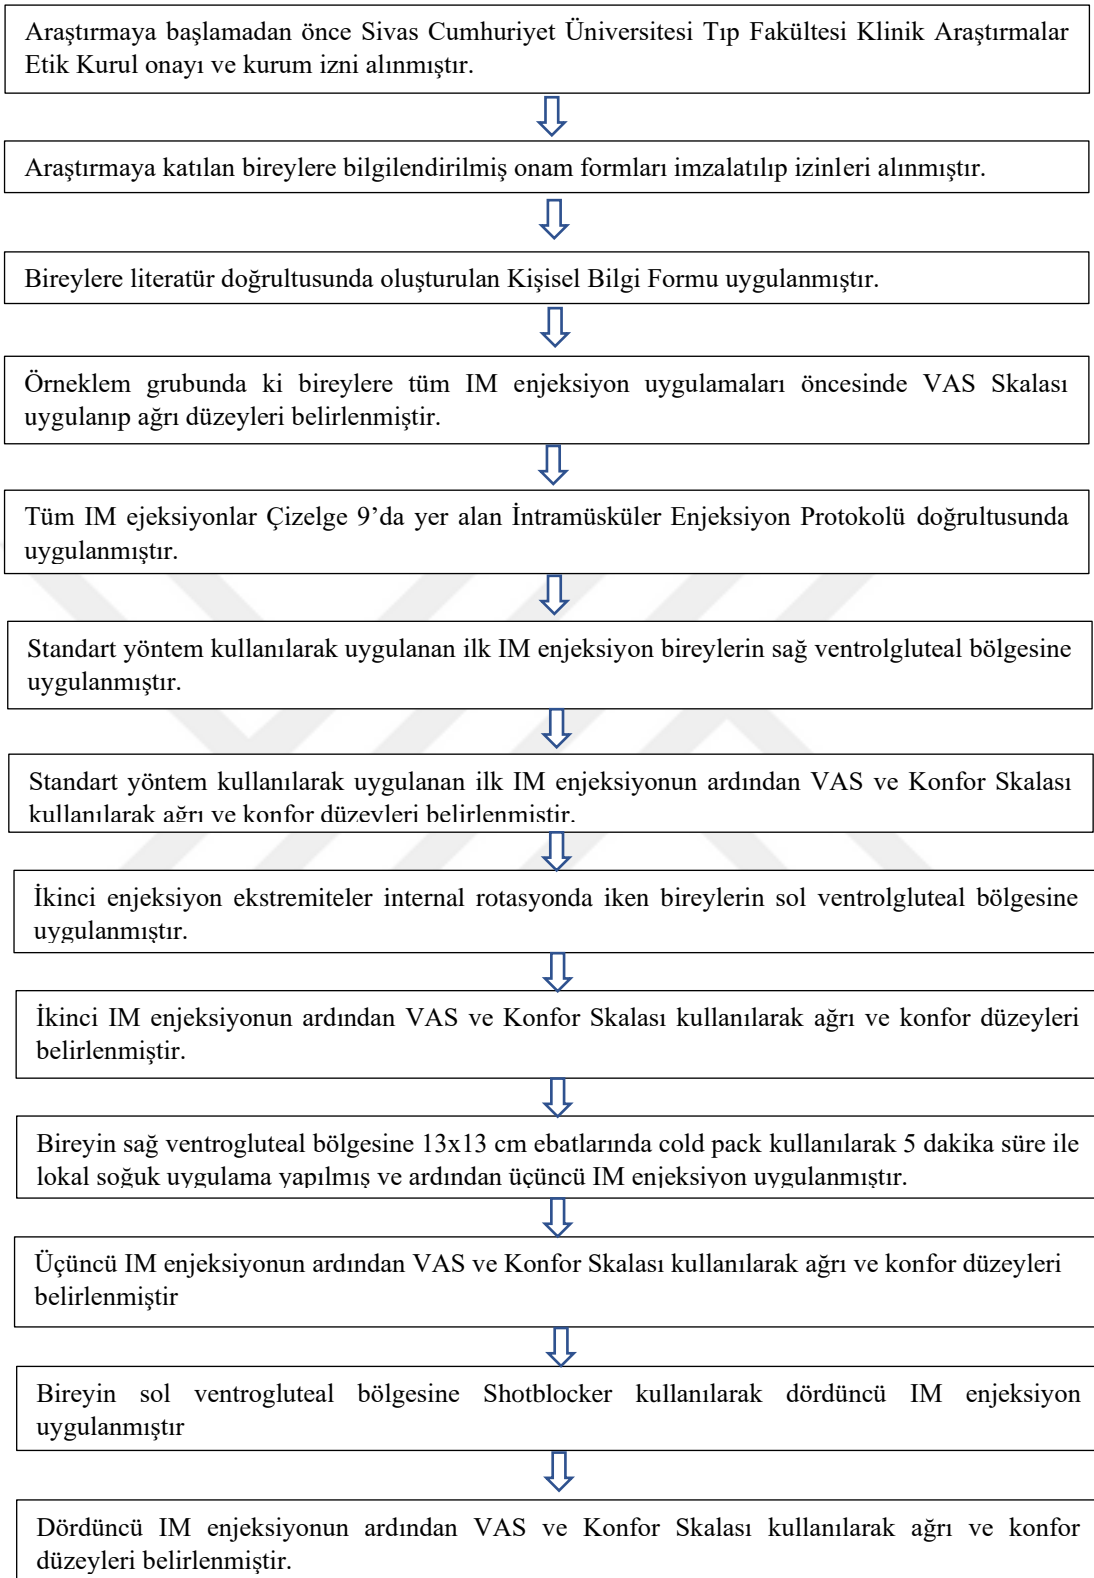 Araştırmaya başlamadan önce Sivas Cumhuriyet Üniversitesi Tıp Fakültesi Klinik Araştırmalar
Etik Kurul onayı ve kurum izni alınmıştır.
Araştırmaya katılan bireylere bilgilendirilmiş onam formları imzalatılıp izinleri alınmıştır.
Bireylere literatür doğrultusunda oluşturulan Kişisel Bilgi Formu uygulanmıştır.
Örneklem grubunda ki bireylere tüm IM enjeksiyon uygulamaları öncesinde VAS Skalası
uygulanıp ağrı düzeyleri belirlenmiştir.
Tüm IM ejeksiyonlar Çizelge 9’da yer alan İntramüsküler Enjeksiyon Protokolü doğrultusunda
uygulanmıştır.
Standart yöntem kullanılarak uygulanan ilk IM enjeksiyon bireylerin sağ ventrolgluteal bölgesine
uygulanmıştır.
Standart yöntem kullanılarak uygulanan ilk IM enjeksiyonun ardından VAS ve Konfor Skalası
kullanılarak ağrı ve konfor düzeyleri belirlenmiştir.
İkinci enjeksiyon ekstremiteler internal rotasyonda iken bireylerin sol ventrolgluteal bölgesine
uygulanmıştır.
İkinci IM enjeksiyonun ardından VAS ve Konfor Skalası kullanılarak ağrı ve konfor düzeyleri
belirlenmiştir.
Bireyin sağ ventrogluteal bölgesine 13x13 cm ebatlarında cold pack kullanılarak 5 dakika süre ile
lokal soğuk uygulama yapılmış ve ardından üçüncü IM enjeksiyon uygulanmıştır.
Üçüncü IM enjeksiyonun ardından VAS ve Konfor Skalası kullanılarak ağrı ve konfor düzeyleri
belirlenmiştir
Bireyin sol ventrogluteal bölgesine Shotblocker kullanılarak dördüncü IM enjeksiyon
uygulanmıştır
Dördüncü IM enjeksiyonun ardından VAS ve Konfor Skalası kullanılarak ağrı ve konfor
düzeyleri belirlenmiştir.